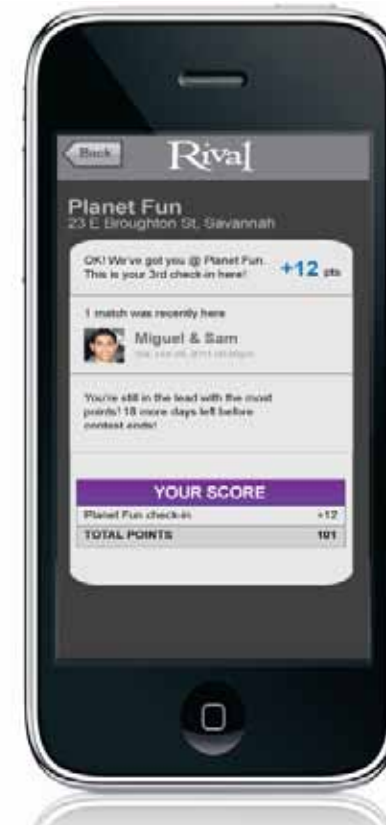 Back
Rival
Planet Fun
23 E Broughton St, Savannah
OK! We've got you @ Planet Fun.
This is your 3rd check-in here!
+12 pts
1 match was recently here
Miguel & Sam
You're still in the lead with the most
points! 18 more days left before
contest ends!
YOUR SCORE
Planet Fun check-in +12
TOTAL POINTS 191